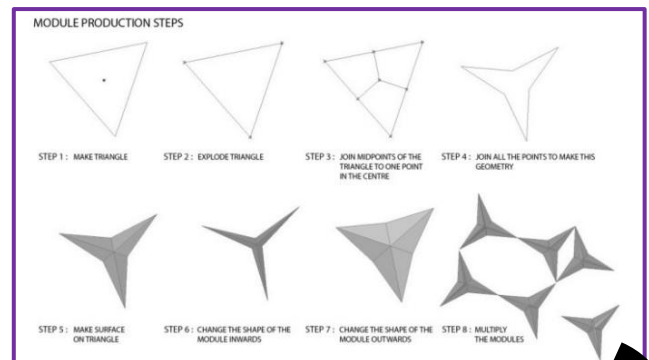 MODULE PRODUCTION STEPS
STEP 1 : MAKE TRIANGLE
STEP 2 : EXPLODE TRIANGLE
STEP 3 : JOIN MIDPOINTS OF THE
TRIANGLE TO ONE POINT
IN THE CENTRE
STEP 4 : JOIN ALL THE POINTS TO MAKE THIS
GEOMETRY
STEP 5 : MAKE SURFACE
ON TRIANGLE
STEP 6 : CHANGE THE SHAPE OF THE
MODULE INWARDS
STEP 7 : CHANGE THE SHAPE OF THE
MODULE OUTWARDS
STEP 8 : MULTIPLY
THE MODULES